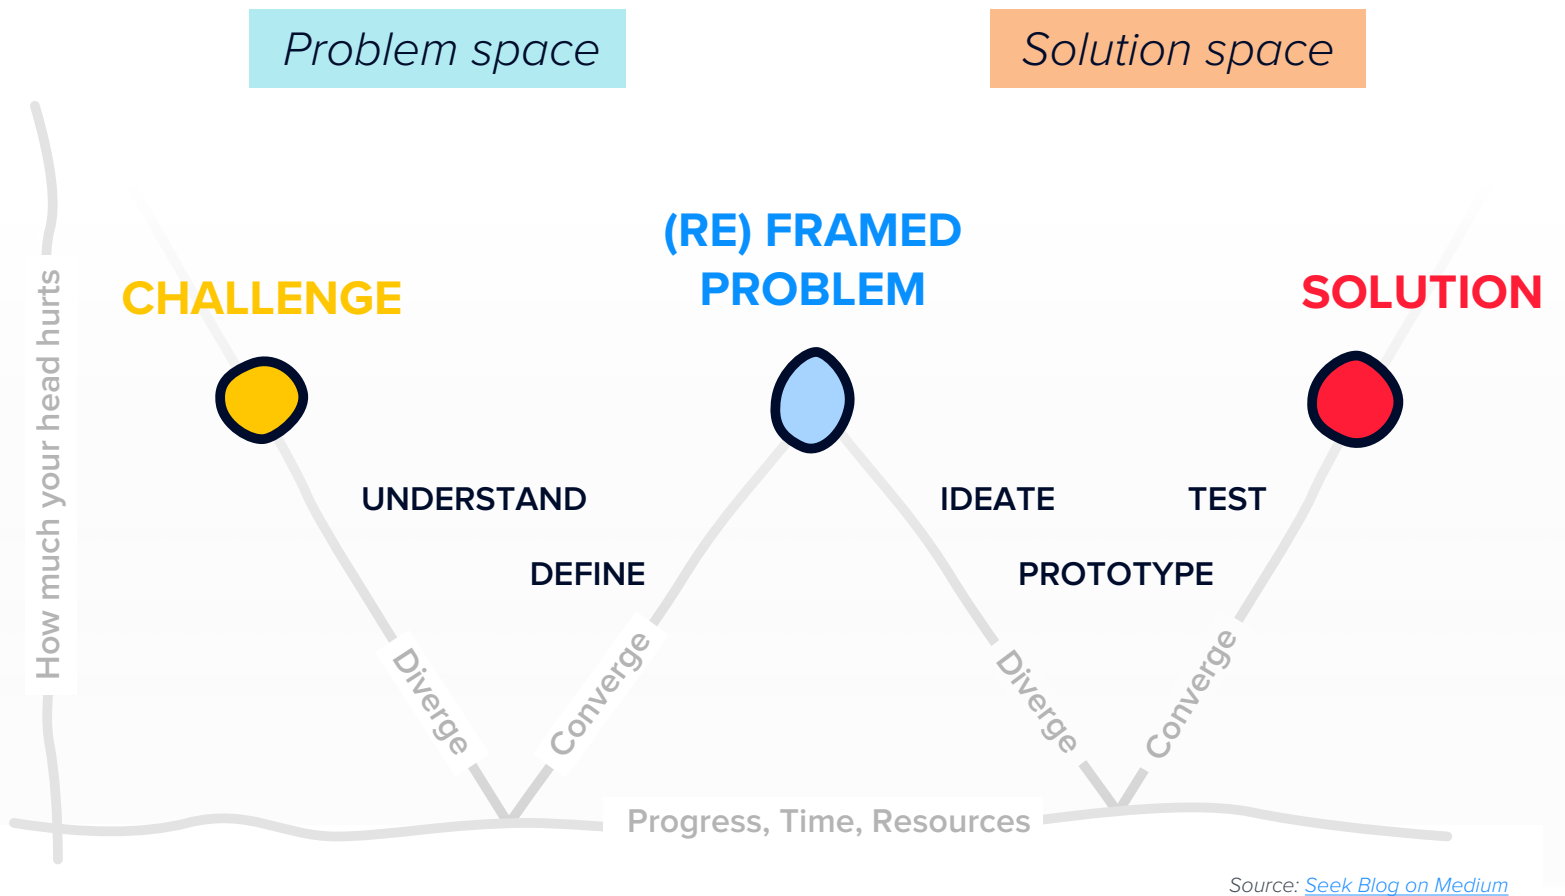 Problem space
Solution space
How much your head hurts
CHALLENGE
(RE) FRAMED
PROBLEM
SOLUTION
UNDERSTAND
DEFINE
IDEATE
TEST
PROTOTYPE
Diverge
Converge
Diverge
Converge
Progress, Time, Resources
Source: Seek Blog on Medium